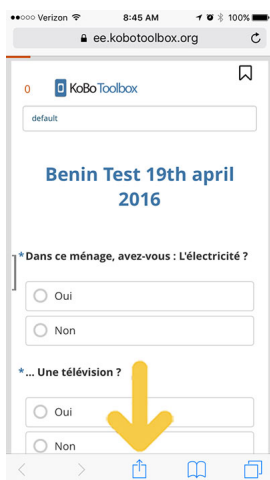 Verizon 8:45 AM 100%
ee.kobotoolbox.org
0 KoBo Toolbox
default
Benin Test 19th april
2016
*Dans ce ménage, avez-vous : L'électricité ?
Oui
Non
*... Une télévision ?
Oui
Non